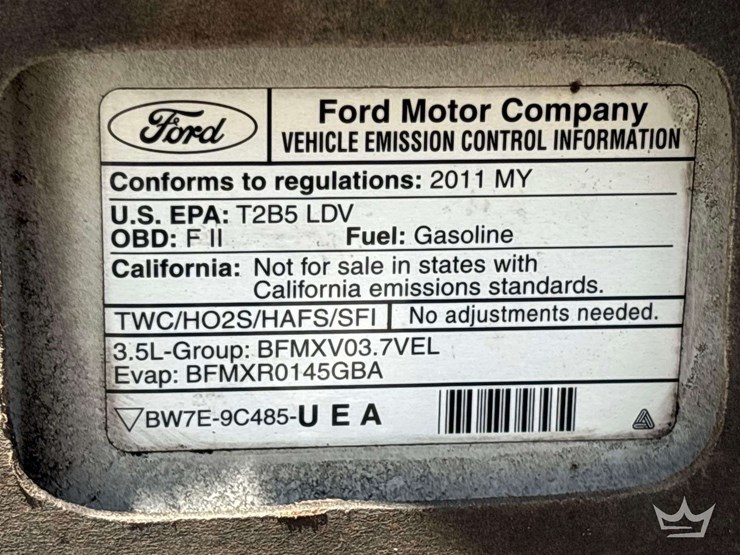 Ford
Ford Motor Company
VEHICLE EMISSION CONTROL INFORMATION
Conforms to regulations: 2011 MY
U.S. EPA: T2B5 LDV
OBD: F II Fuel: Gasoline
California: Not for sale in states with
California emissions standards.
TWC/HO2S/HAFS/SFI No adjustments needed.
3.5L-Group: BFMXV03.7VEL
Evap: BFMXR0145GBA
BW7E-9C485-U E A